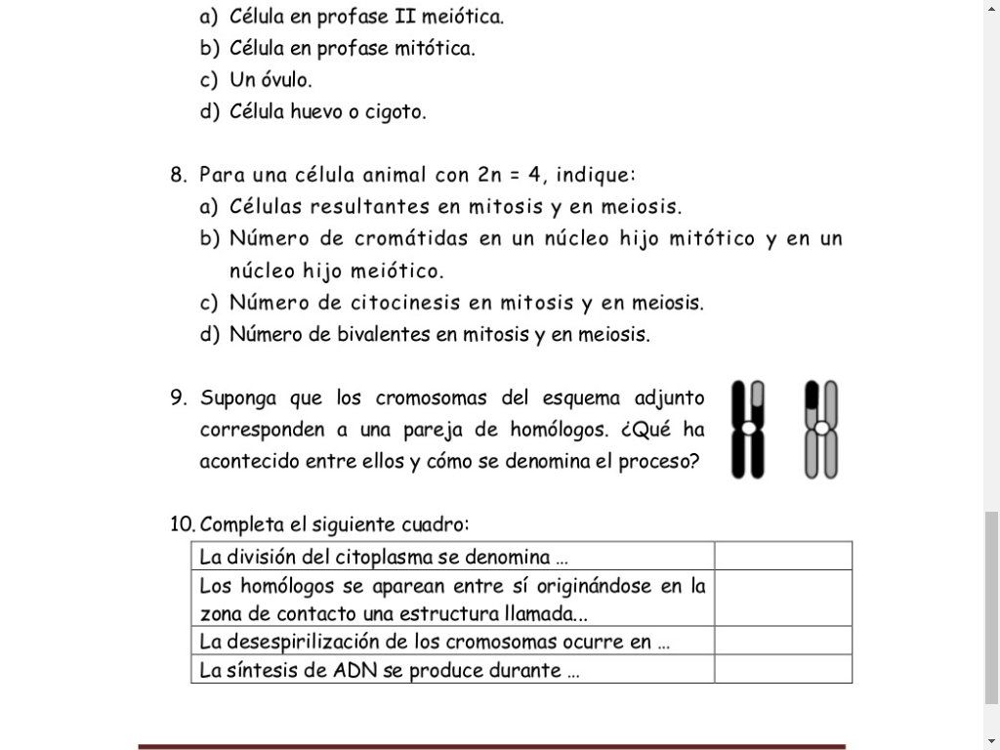 a) Célula en profase II meiótica.
b) Célula en profase mitótica.
c) Un óvulo.
d) Célula huevo o cigoto.
8. Para una célula animal con 2n = 4, indique:
a) Células resultantes en mitosis y en meiosis.
b) Número de cromátidas en un núcleo hijo mitótico y en un
núcleo hijo meiótico.
c) Número de citocinesis en mitosis y en meiosis.
d) Número de bivalentes en mitosis y en meiosis.
9. Suponga que los cromosomas del esquema adjunto
corresponden a una pareja de homólogos. ¿Qué ha
acontecido entre ellos y cómo se denomina el proceso?
10. Completa el siguiente cuadro:
La división del citoplasma se denomina ...
Los homólogos se aparean entre sí originándose en la
zona de contacto una estructura llamada...
La desespirilización de los cromosomas ocurre en ...
La síntesis de ADN se produce durante ...